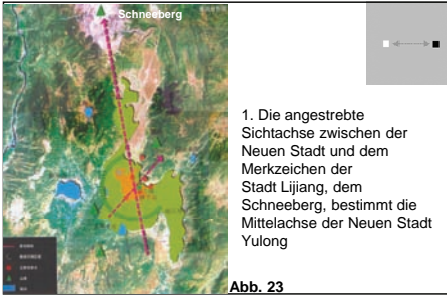 Schneeberg
1. Die angestrebte
Sichtachse zwischen der
Neuen Stadt und dem
Merkzeichen der
Stadt Lijiang, dem
Schneeberg, bestimmt die
Mittelachse der Neuen Stadt
Yulong
Abb. 23